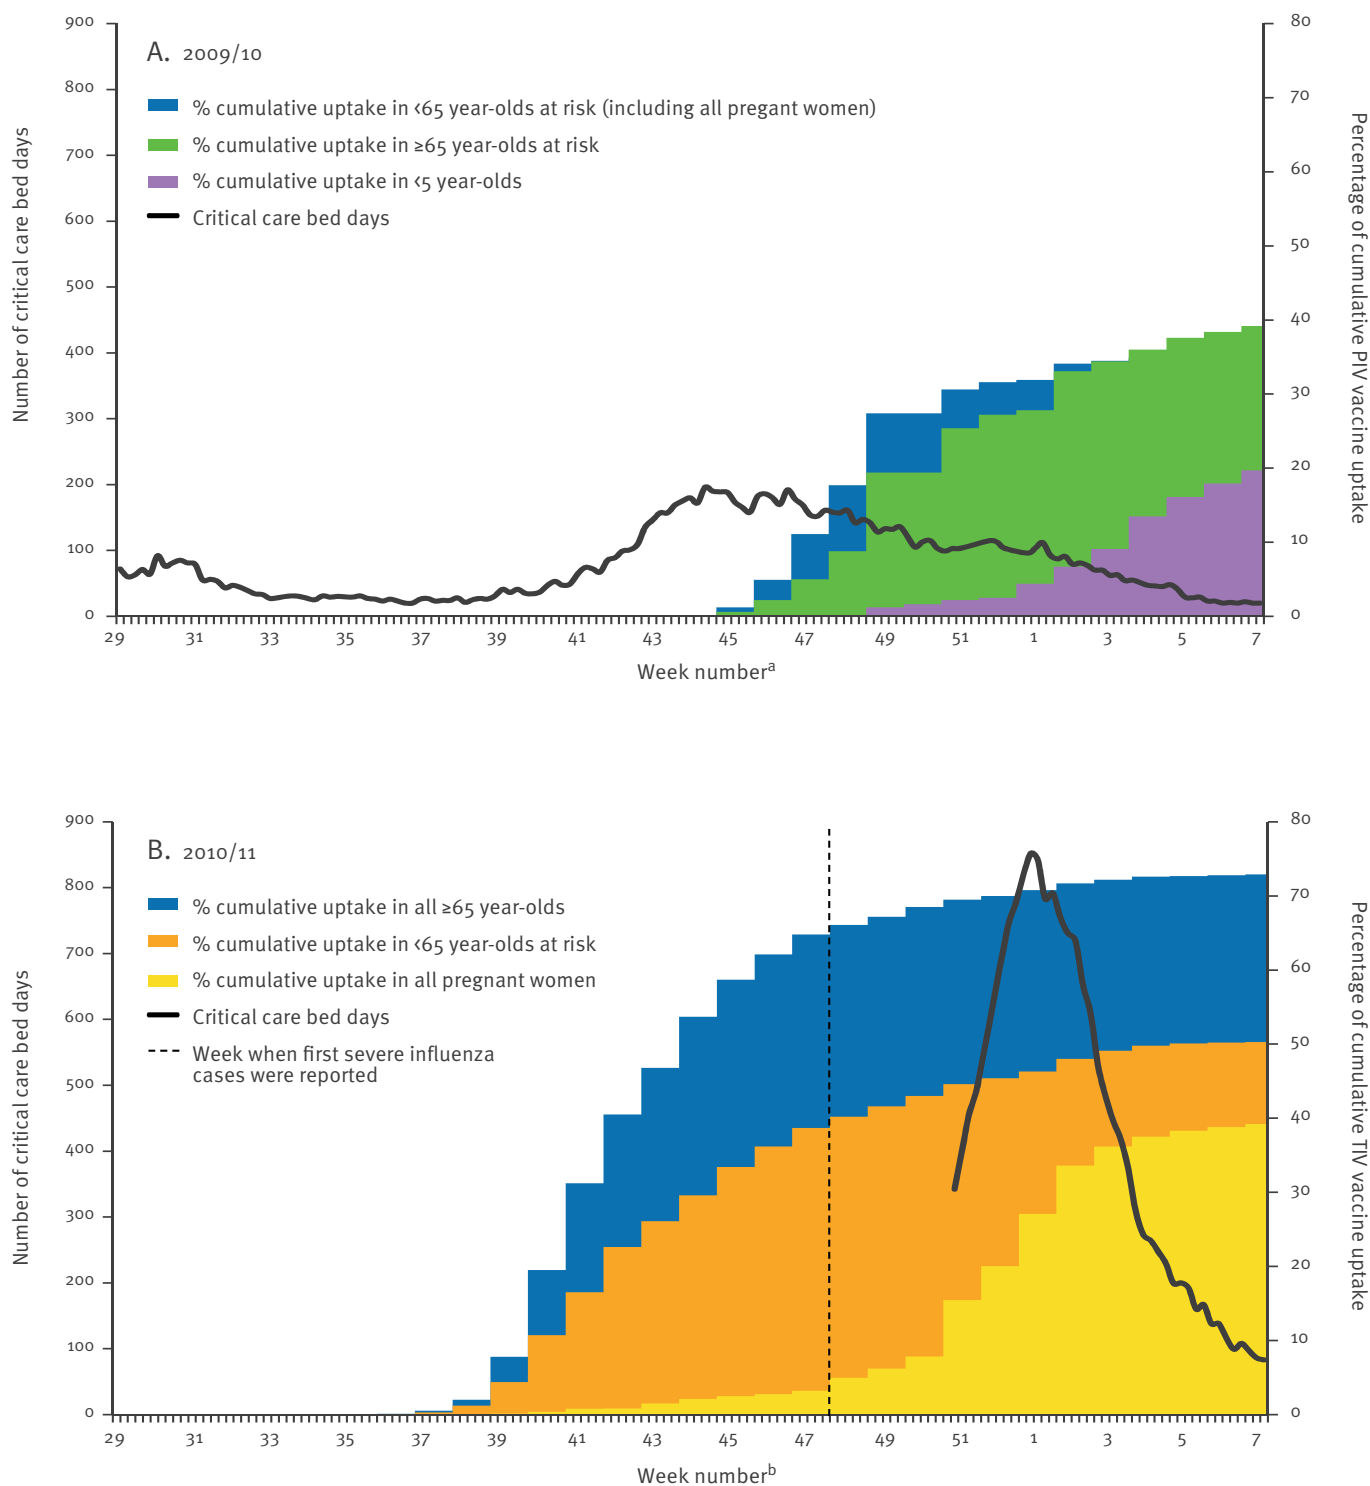 A. 2009/10
% cumulative uptake in <65 year-olds at risk (including all pregant women)
% cumulative uptake in ≥65 year-olds at risk
% cumulative uptake in <5 year-olds
Critical care bed days
Number of critical care bed days
900
800
700
600
500
400
300
200
100
0
Percentage of cumulative PIV vaccine uptake
80
70
60
50
40
30
20
10
0
29 31 33 35 37 39 41 43 45 47 49 51 1 3 5 7
Week numberᵃ
B. 2010/11
% cumulative uptake in all ≥65 year-olds
% cumulative uptake in <65 year-olds at risk
% cumulative uptake in all pregnant women
Critical care bed days
Week when first severe influenza
cases were reported
Number of critical care bed days
900
800
700
600
500
400
300
200
100
0
Percentage of cumulative TIV vaccine uptake
80
70
60
50
40
30
20
10
0
29 31 33 35 37 39 41 43 45 47 49 51 1 3 5 7
Week numberᵇ